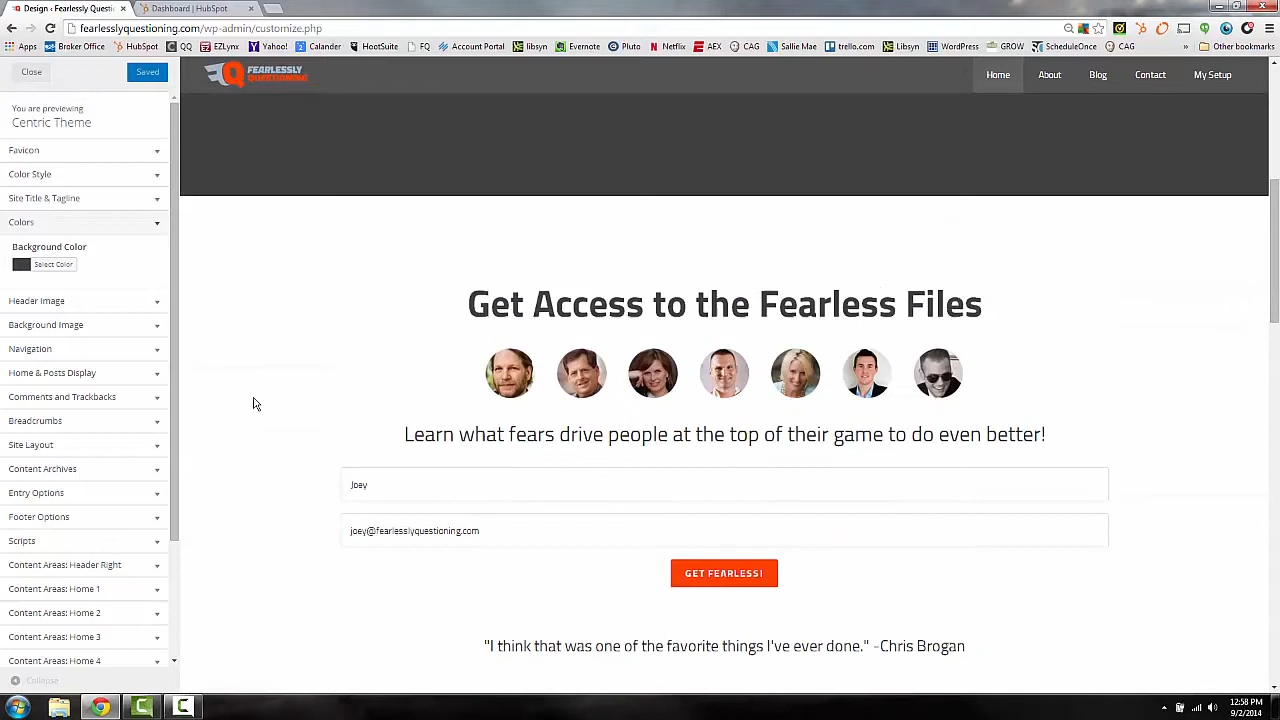 Design ‹ Fearlessly Questi
Dashboard | HubSpot
fearlesslyquestioning.com/wp-admin/customize.php
Apps Broker Office HubSpot QQ EZLynx Yahoo! Calander HootSuite FQ Account Portal libsyn Evernote Pluto Netflix AEX CAG Sallie Mae trello.com Libsyn WordPress GROW ScheduleOnce CAG » Other bookmarks
Close Saved
FEARLESSLY
QUESTIONING
Home About Blog Contact My Setup
You are previewing
Centric Theme
Favicon
Color Style
Site Title & Tagline
Colors
Background Color
Select Color
Header Image
Background Image
Navigation
Home & Posts Display
Comments and Trackbacks
Breadcrumbs
Site Layout
Content Archives
Entry Options
Footer Options
Scripts
Content Areas: Header Right
Content Areas: Home 1
Content Areas: Home 2
Content Areas: Home 3
Content Areas: Home 4
Collapse
Get Access to the Fearless Files
Learn what fears drive people at the top of their game to do even better!
Joey
joey@fearlesslyquestioning.com
GET FEARLESS!
"I think that was one of the favorite things I've ever done." -Chris Brogan
12:58 PM
9/2/2014